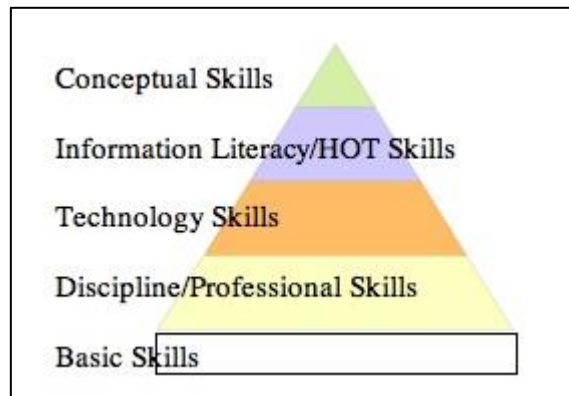 Conceptual Skills
Information Literacy/HOT Skills
Technology Skills
Discipline/Professional Skills
Basic Skills